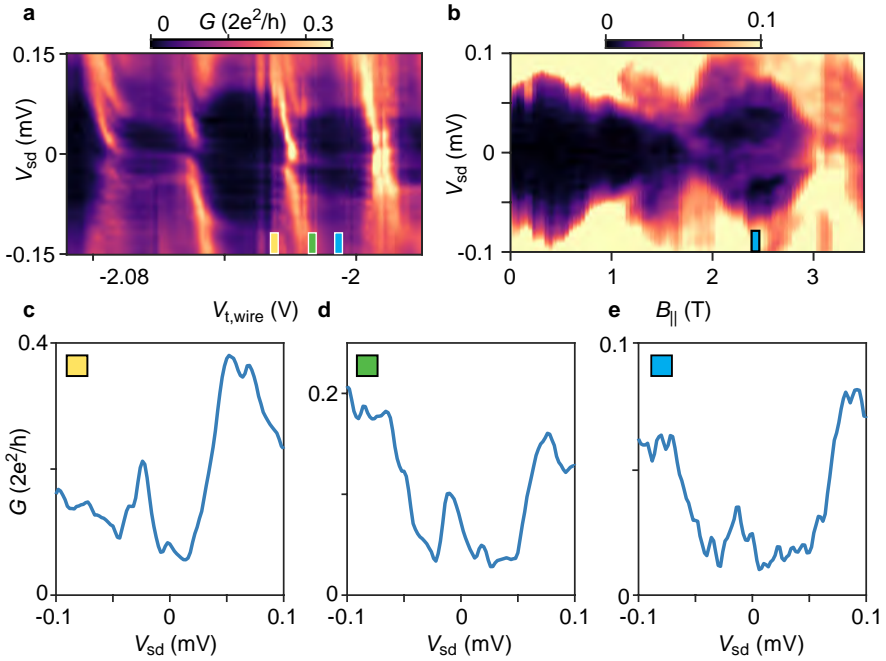 a
0 G (2e²/h) 0.3
0.15
0
-0.15
V_sd (mV)
-2.08 -2
V_t,wire (V)
b
0 0.1
0.1
0
-0.1
V_sd (mV)
0 1 2 3
B_|| (T)
c
0.4
0
G (2e²/h)
-0.1 0 0.1
V_sd (mV)
d
0.2
0
-0.1 0 0.1
V_sd (mV)
e
0.1
0
-0.1 0 0.1
V_sd (mV)